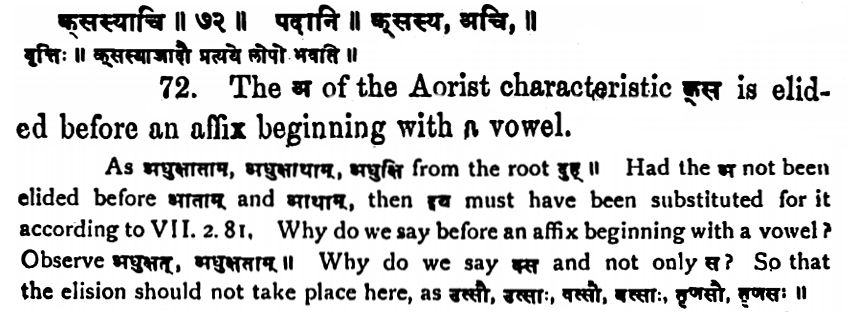 क्सस्याचि ॥ ७२ ॥ पदानि ॥ क्सस्य, अचि, ॥
वृत्तिः ॥ क्सस्याजादौ प्रत्यये लोपो भवति ॥
72. The अ of the Aorist characteristic क्स is elid-
ed before an affix beginning with a vowel.
As अधुक्षाताम, अधुक्षाथाम्, अधुक्षि from the root दुह् ॥ Had the अ not been
elided before आताम् and आथाम्, then इय must have been substituted for it
according to VII. 2. 81. Why do we say before an affix beginning with a vowel?
Observe अधुक्षत्, अधुक्षताम् ॥ Why do we say क्स and not only स? So that
the elision should not take place here, as उत्सौ, उत्साः, वत्सो, वत्साः, तृणसो, तृणसः ॥